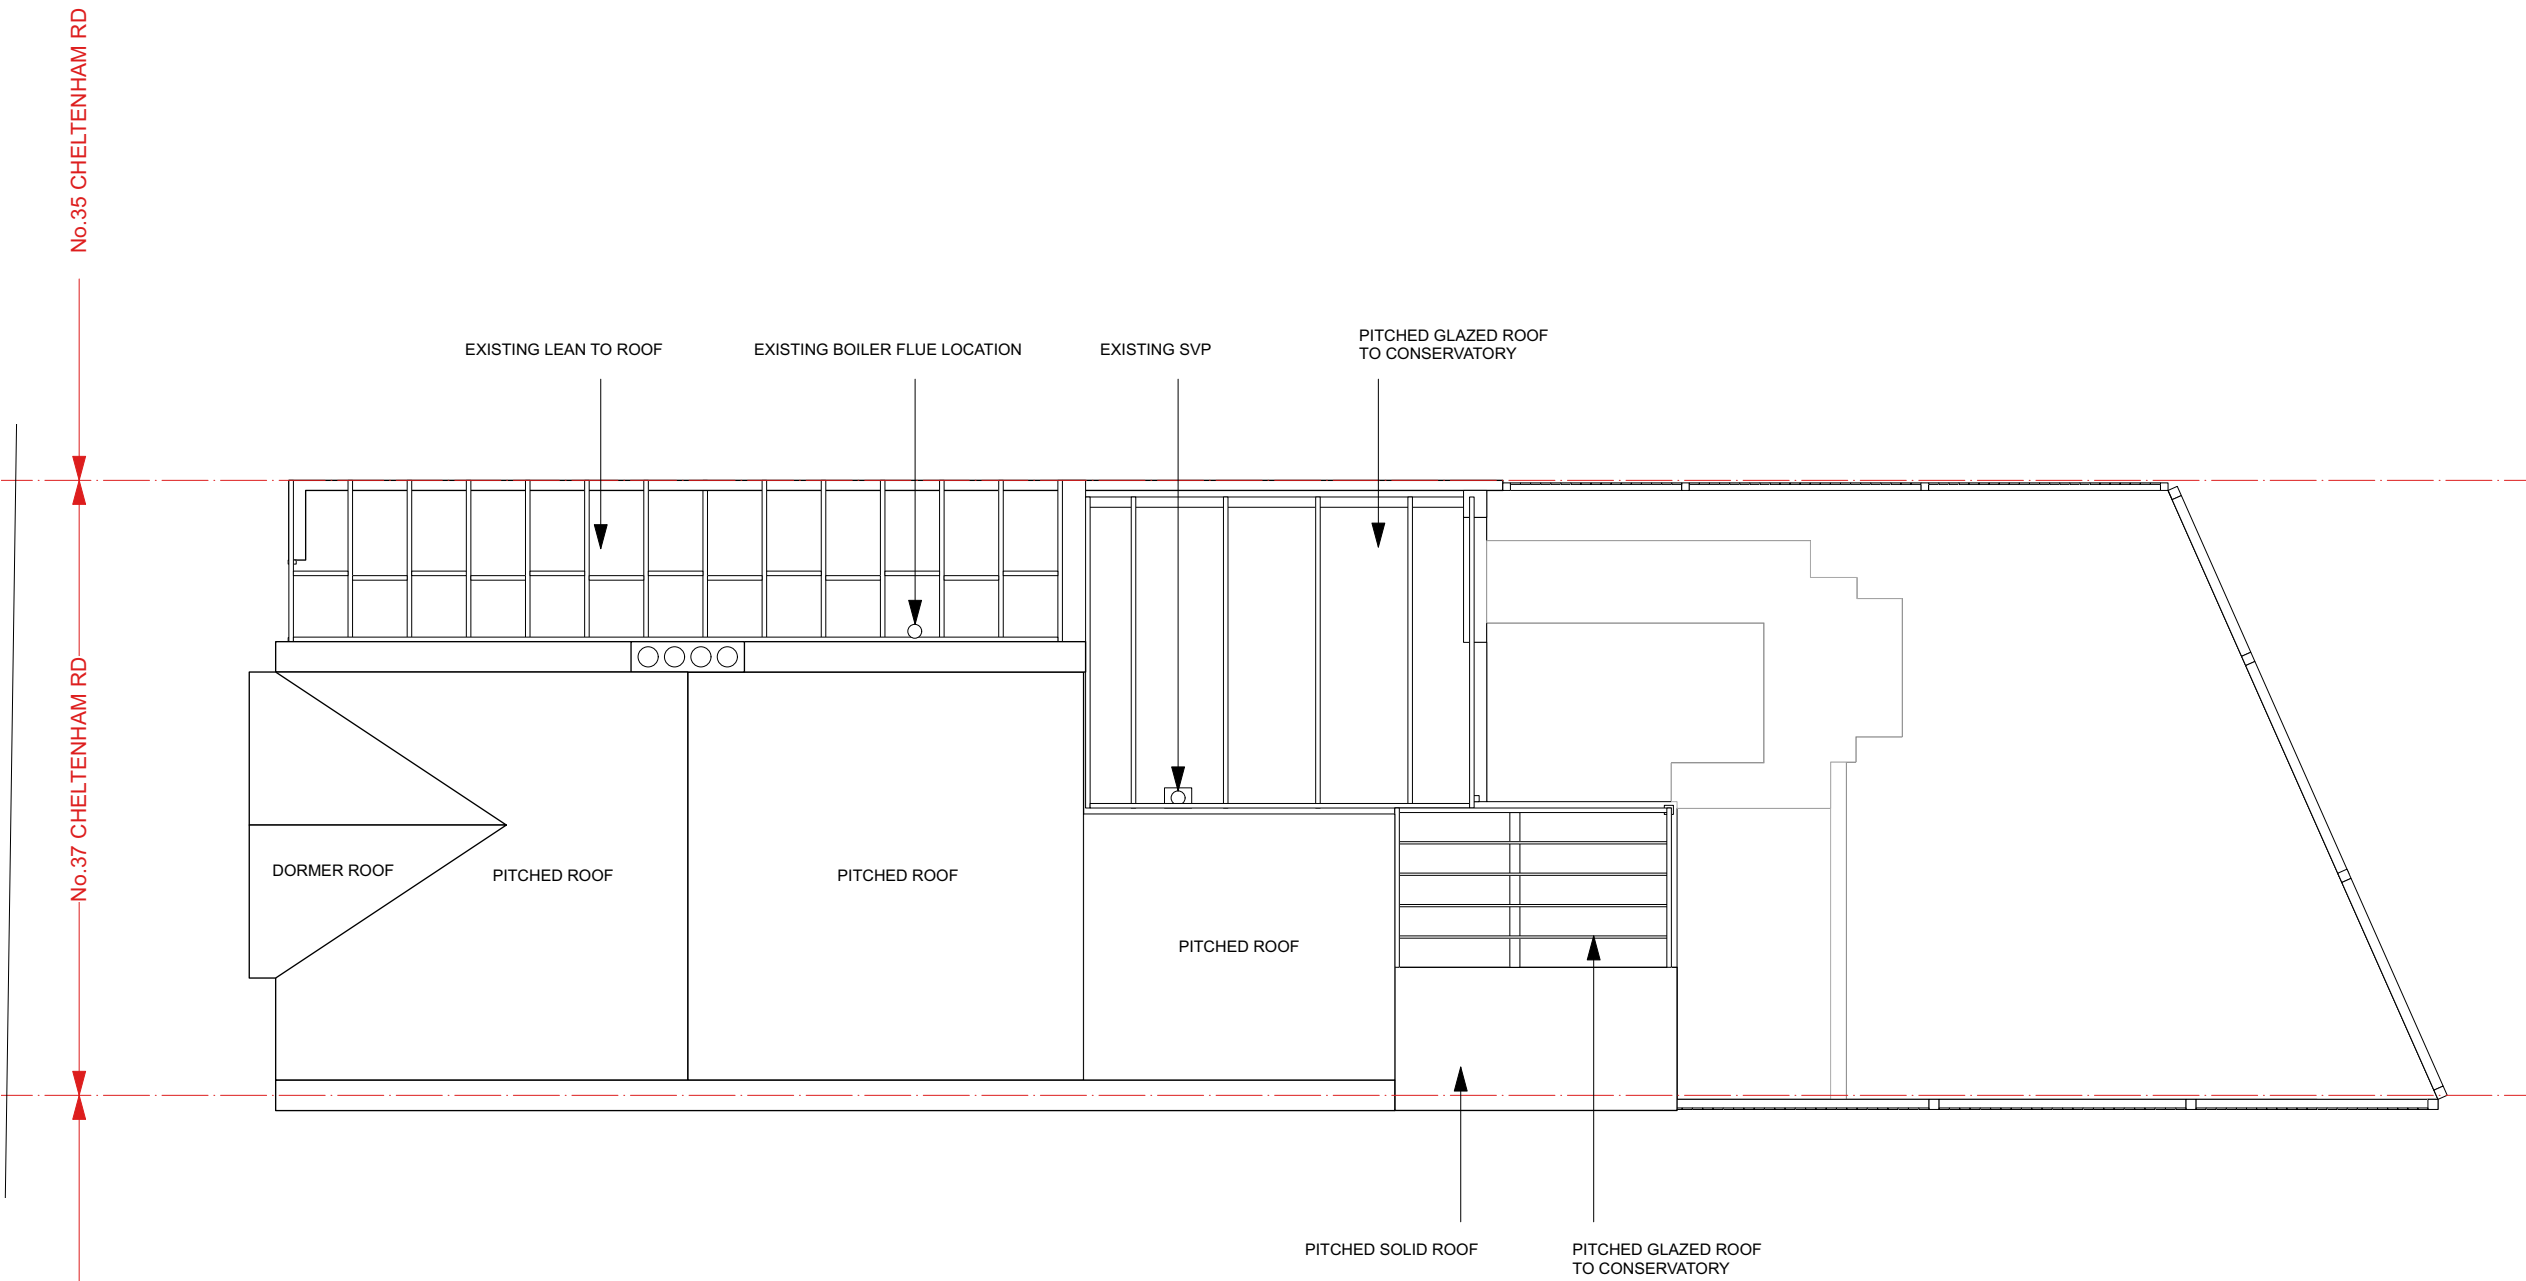 No.35 CHELTENHAM RD
EXISTING LEAN TO ROOF
EXISTING BOILER FLUE LOCATION
EXISTING SVP
PITCHED GLAZED ROOF
TO CONSERVATORY
No.37 CHELTENHAM RD
DORMER ROOF
PITCHED ROOF
PITCHED ROOF
PITCHED ROOF
PITCHED SOLID ROOF
PITCHED GLAZED ROOF
TO CONSERVATORY